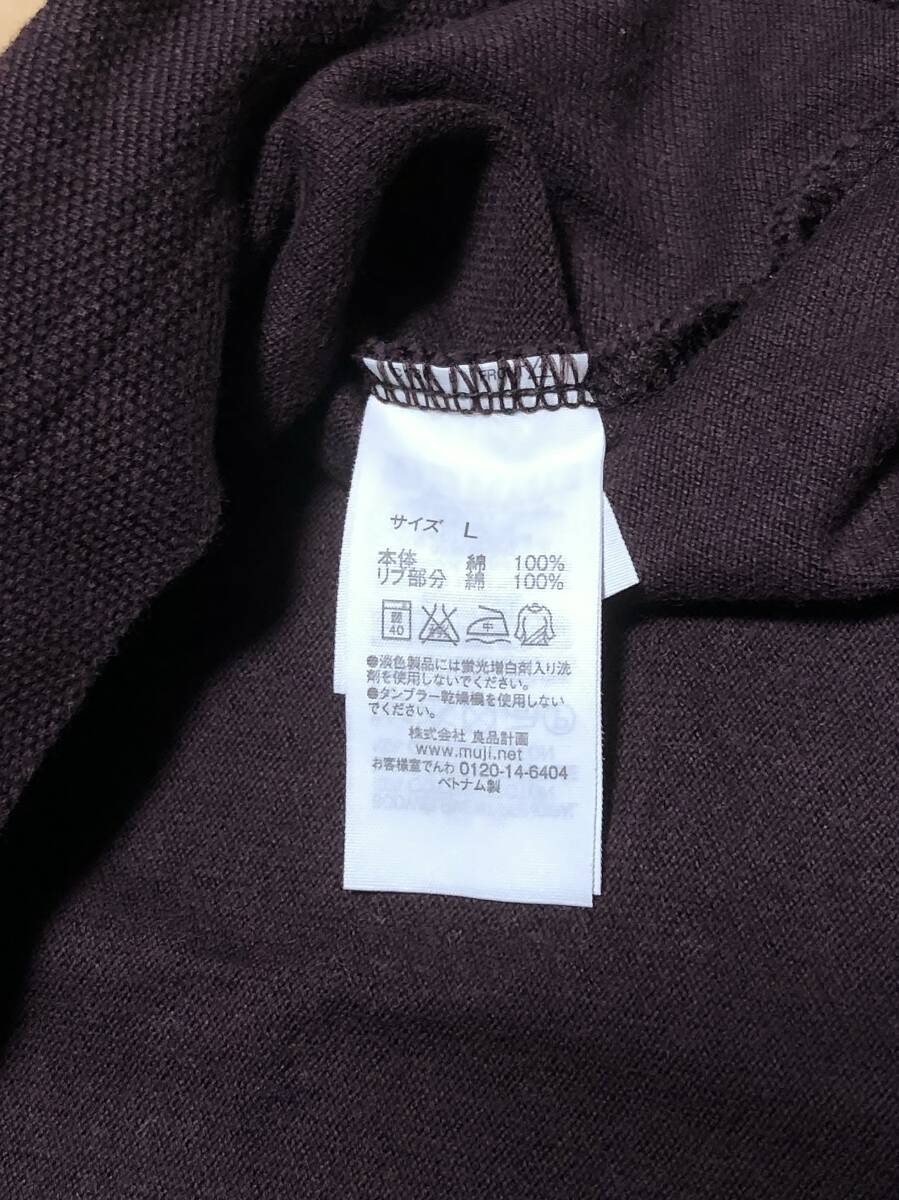 サイズ L
本体 綿 100%
リブ部分 綿 100%
弱
40
中
●淡色製品には蛍光増白剤入り洗
剤を使用しないでください。
●タンブラー乾燥機を使用しない
でください。
株式会社 良品計画
www.muji.net
お客様室でんわ 0120-14-6404
ベトナム製